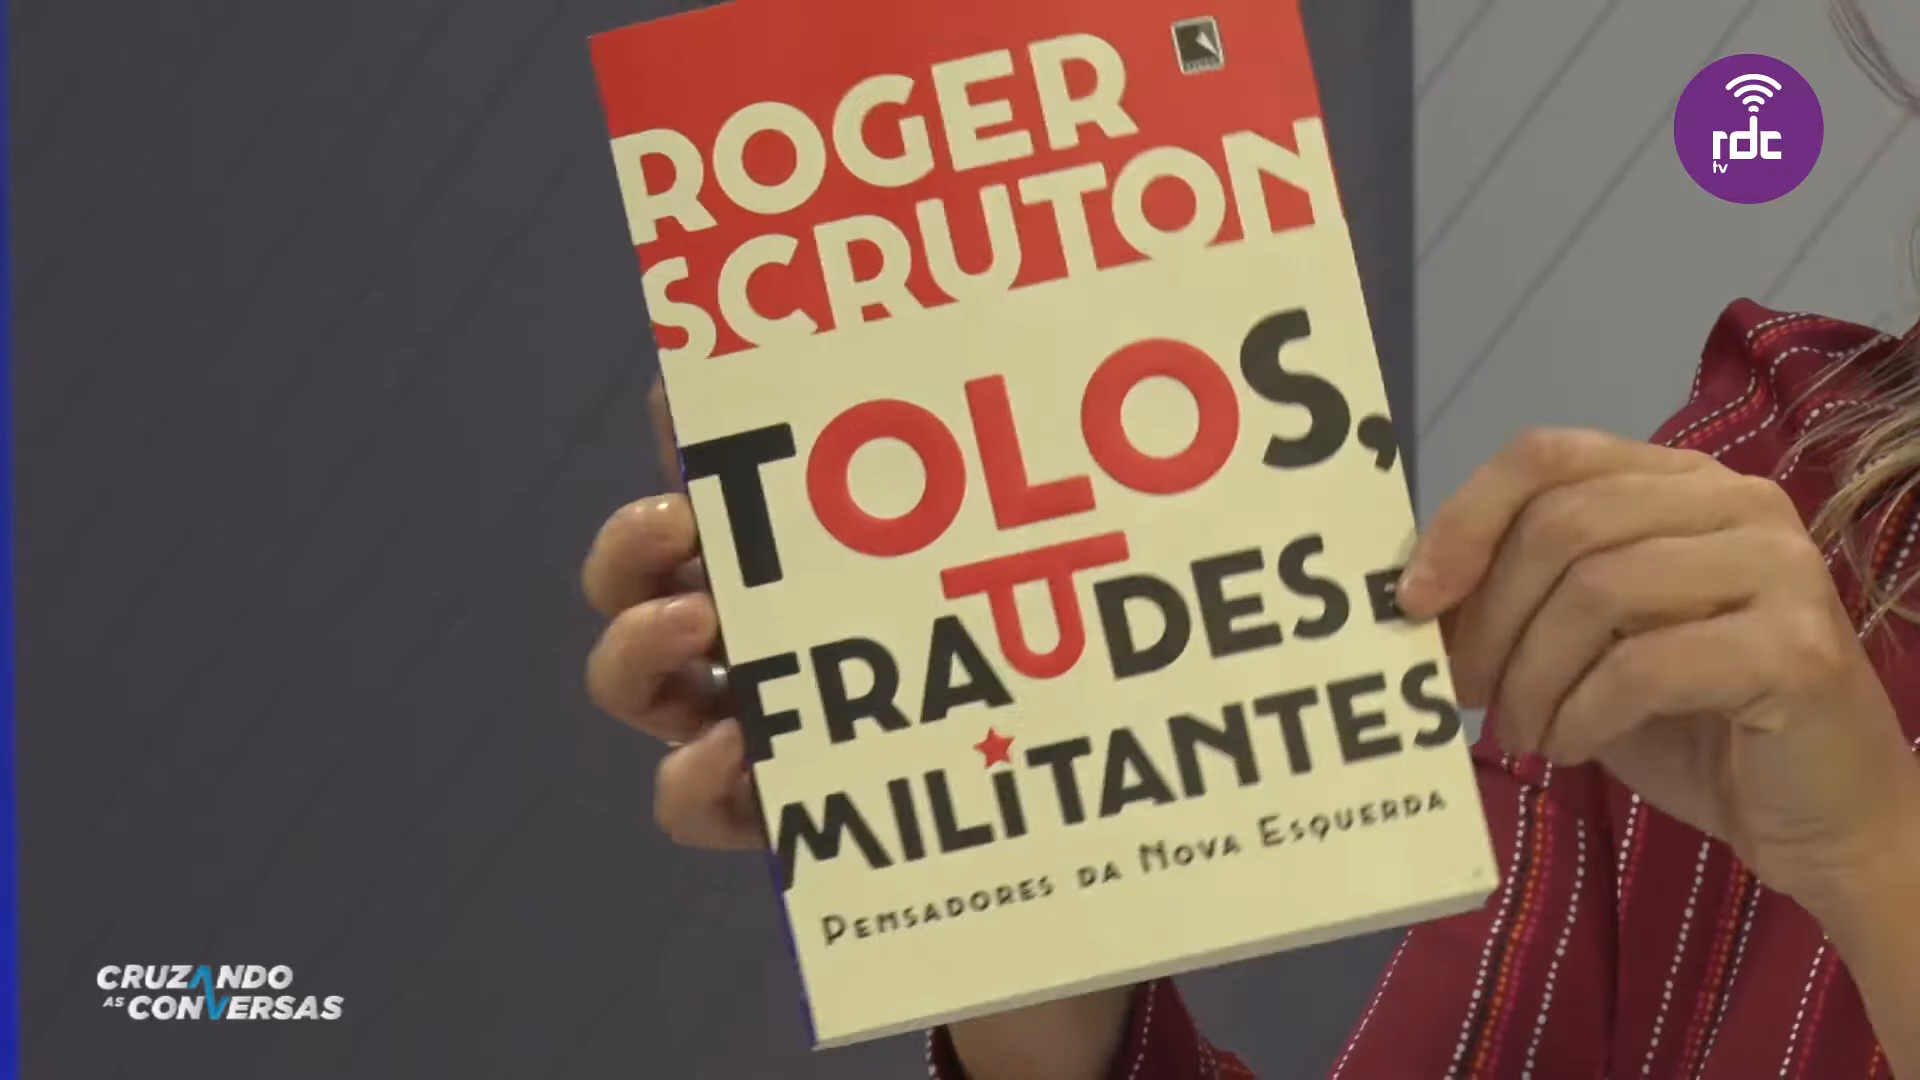 ROGER
SCRUTON
TOLOS,
FRAUDES E
MILITANTES
PENSADORES DA NOVA ESQUERDA
rdc
tv
CRUZANDO
AS CONVERSAS